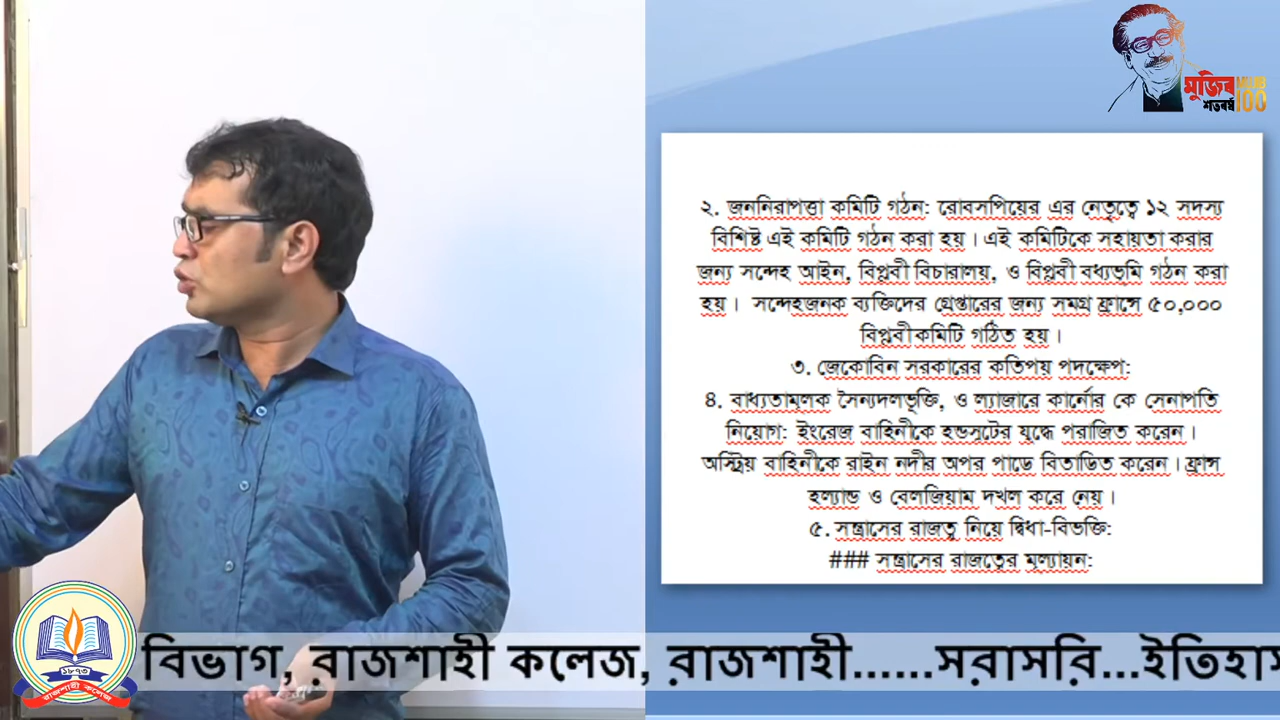 মুজিব MUJIB
শতবর্ষ 100
২. জননিরাপত্তা কমিটি গঠন: রোবসপিয়ের এর নেতৃত্বে ১২ সদস্য
বিশিষ্ট এই কমিটি গঠন করা হয়। এই কমিটিকে সহায়তা করার
জন্য সন্দেহ আইন, বিপ্লবী বিচারালয়, ও বিপ্লবী বধ্যভূমি গঠন করা
হয়। সন্দেহজনক ব্যক্তিদের গ্রেপ্তারের জন্য সমগ্র ফ্রান্সে ৫০,০০০
বিপ্লবীকমিটি গঠিত হয়।
৩. জেকোবিন সরকারের কতিপয় পদক্ষেপ:
৪. বাধ্যতামূলক সৈন্যদলভূক্তি, ও ল্যাজারে কার্নোর কে সেনাপতি
নিয়োগ: ইংরেজ বাহিনীকে হন্ডসুটের যুদ্ধে পরাজিত করেন।
অস্ট্রিয় বাহিনীকে রাইন নদীর অপর পাড়ে বিতাড়িত করেন। ফ্রান্স
হল্যান্ড ও বেলজিয়াম দখল করে নেয়।
৫. সন্ত্রাসের রাজত্ব নিয়ে দ্বিধা-বিভক্তি:
### সন্ত্রাসের রাজত্বের মূল্যায়ন:
১৮৭৩
রাজশাহী কলেজ
বিভাগ, রাজশাহী কলেজ, রাজশাহী......সরাসরি...ইতিহাস